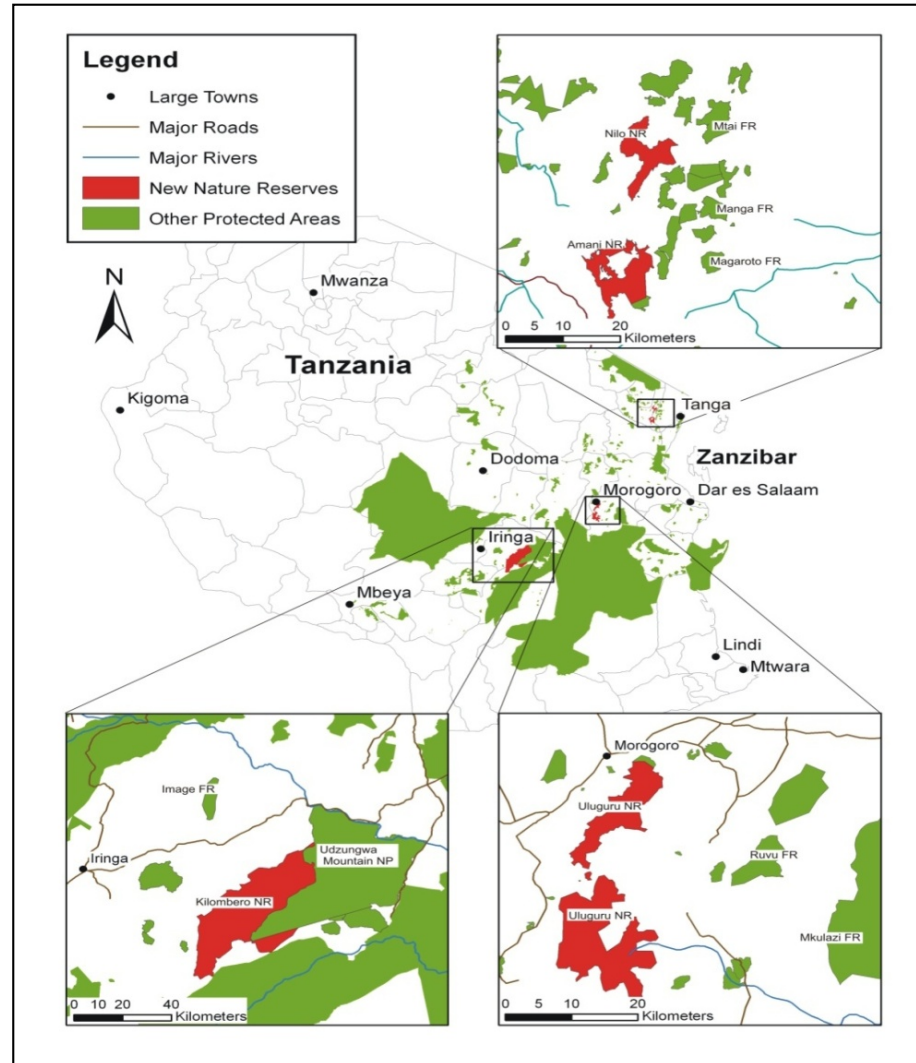 Legend
Large Towns
Major Roads
Major Rivers
New Nature Reserves
Other Protected Areas
Nilo NR
Mtai FR
Manga FR
Amani NR
Magaroto FR
0 5 10 20
Kilometers
N
Mwanza
Tanzania
Kigoma
Tanga
Dodoma
Zanzibar
Morogoro
Dar es Salaam
Iringa
Mbeya
Lindi
Mtwara
Image FR
Iringa
Udzungwa
Mountain NP
Kilombero NR
0 10 20 40
Kilometers
Morogoro
Uluguru NR
Ruvu FR
Uluguru NR
Mkulazi FR
0 5 10 20
Kilometers